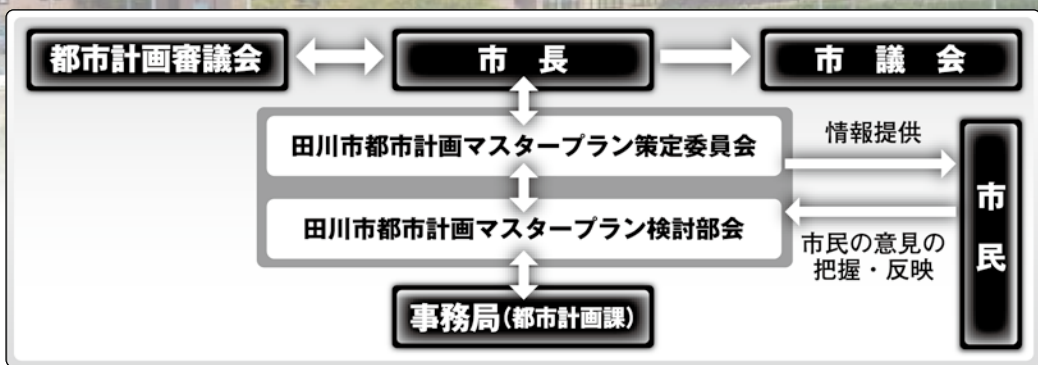 都市計画審議会
市長
市議会
田川市都市計画マスタープラン策定委員会
田川市都市計画マスタープラン検討部会
事務局(都市計画課)
情報提供
市民の意見の
把握・反映
市民